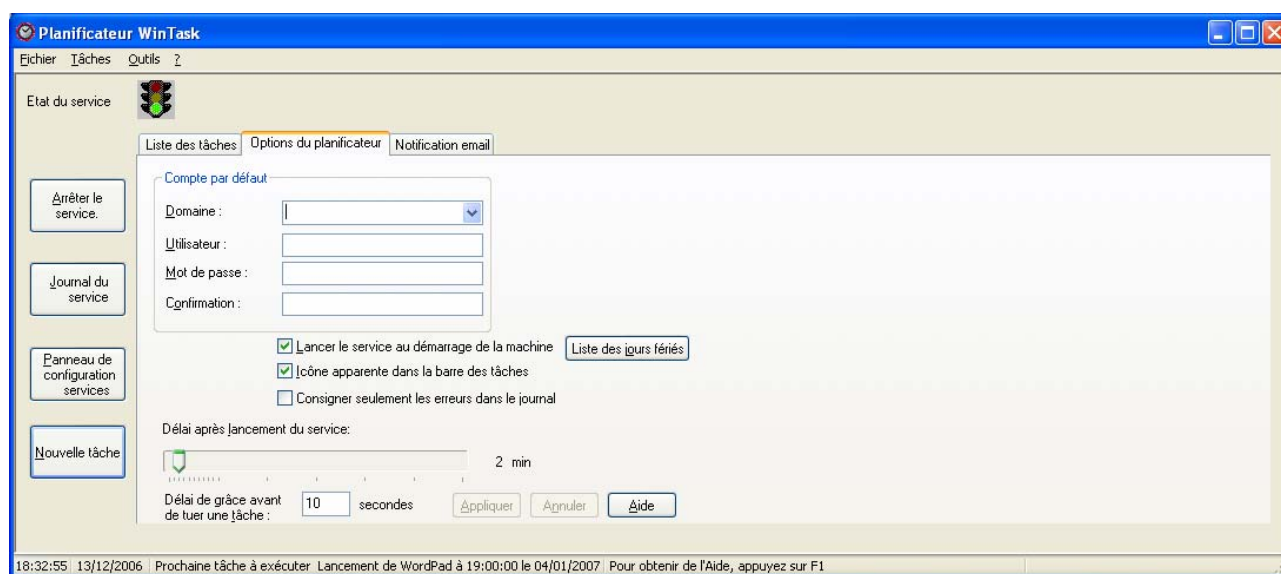 Planificateur WinTask
Fichier Tâches Outils ?
Etat du service
Liste des tâches Options du planificateur Notification email
Arrêter le
service.
Journal du
service
Panneau de
configuration
services
Nouvelle tâche
Compte par défaut
Domaine :
Utilisateur :
Mot de passe :
Confirmation :
Lancer le service au démarrage de la machine Liste des jours fériés
Icône apparente dans la barre des tâches
Consigner seulement les erreurs dans le journal
Délai après lancement du service:
2 min
Délai de grâce avant
de tuer une tâche : 10 secondes Appliquer Annuler Aide
18:32:55 13/12/2006 Prochaine tâche à exécuter Lancement de WordPad à 19:00:00 le 04/01/2007 Pour obtenir de l'Aide, appuyez sur F1